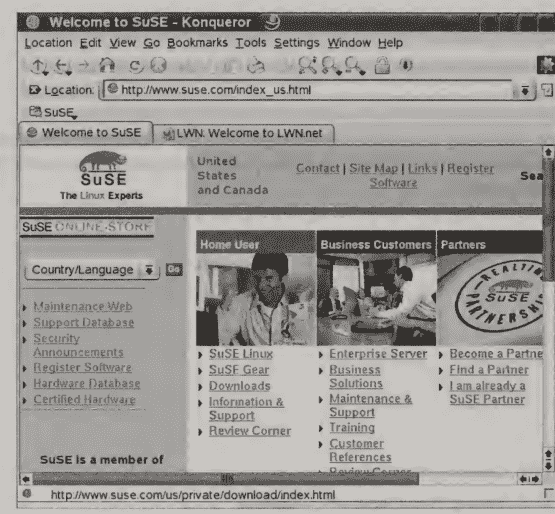 Welcome to SuSE - Konqueror
Location Edit View Go Bookmarks Tools Settings Window Help
Location: http://www.suse.com/index_us.html
SuSE
Welcome to SuSE LWN: Welcome to LWN.net
SuSE
The Linux Experts
United
States
and Canada
Contact | Site Map | Links | Register
Software
Sea
SuSE ONLINE-STORE
Country/Language Go
Maintenance Web
Support Database
Security
Announcements
Register Software
Hardware Database
Certified Hardware
SuSE is a member of
Home User
SuSE Linux
SuSE Gear
Downloads
Information &
Support
Review Corner
Business Customers
Enterprise Server
Business
Solutions
Maintenance &
Support
Training
Customer
References
Review Corner
Partners
SuSE
Become a Partne
Find a Partner
I am already a
SuSE Partner
http://www.suse.com/us/private/download/index.html